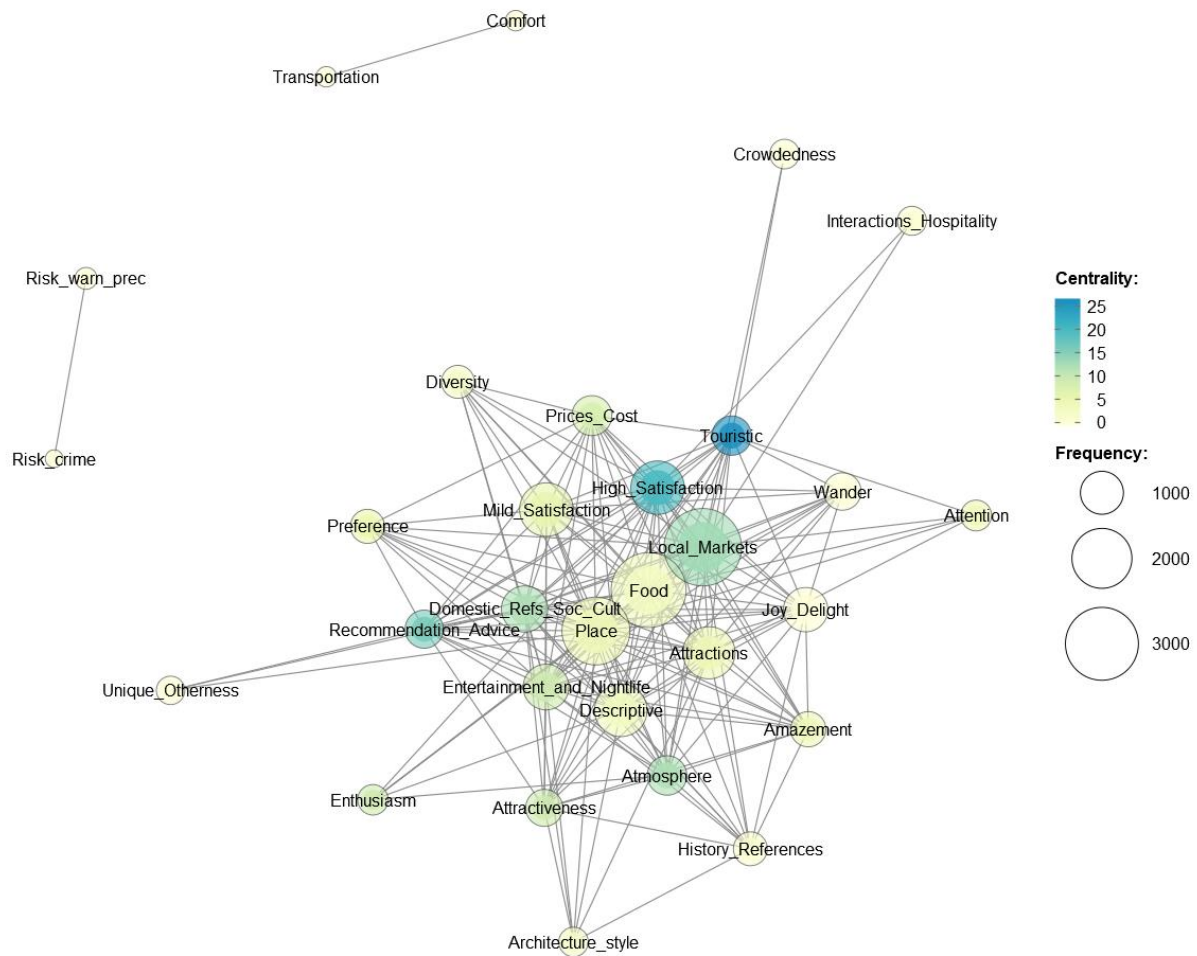 Comfort
Transportation
Crowdedness
Interactions_Hospitality
Risk_warn_prec
Centrality:
25
20
15
10
5
0
Diversity
Prices_Cost
Touristic
Risk_crime
Frequency:
1000
2000
3000
High_Satisfaction
Wander
Mild_Satisfaction
Attention
Preference
Local_Markets
Food
Domestic_Refs_Soc_Cult
Joy_Delight
Recommendation_Advice
Place
Attractions
Unique_Otherness
Entertainment_and_Nightlife
Descriptive
Amazement
Atmosphere
Enthusiasm
Attractiveness
History_References
Architecture_style